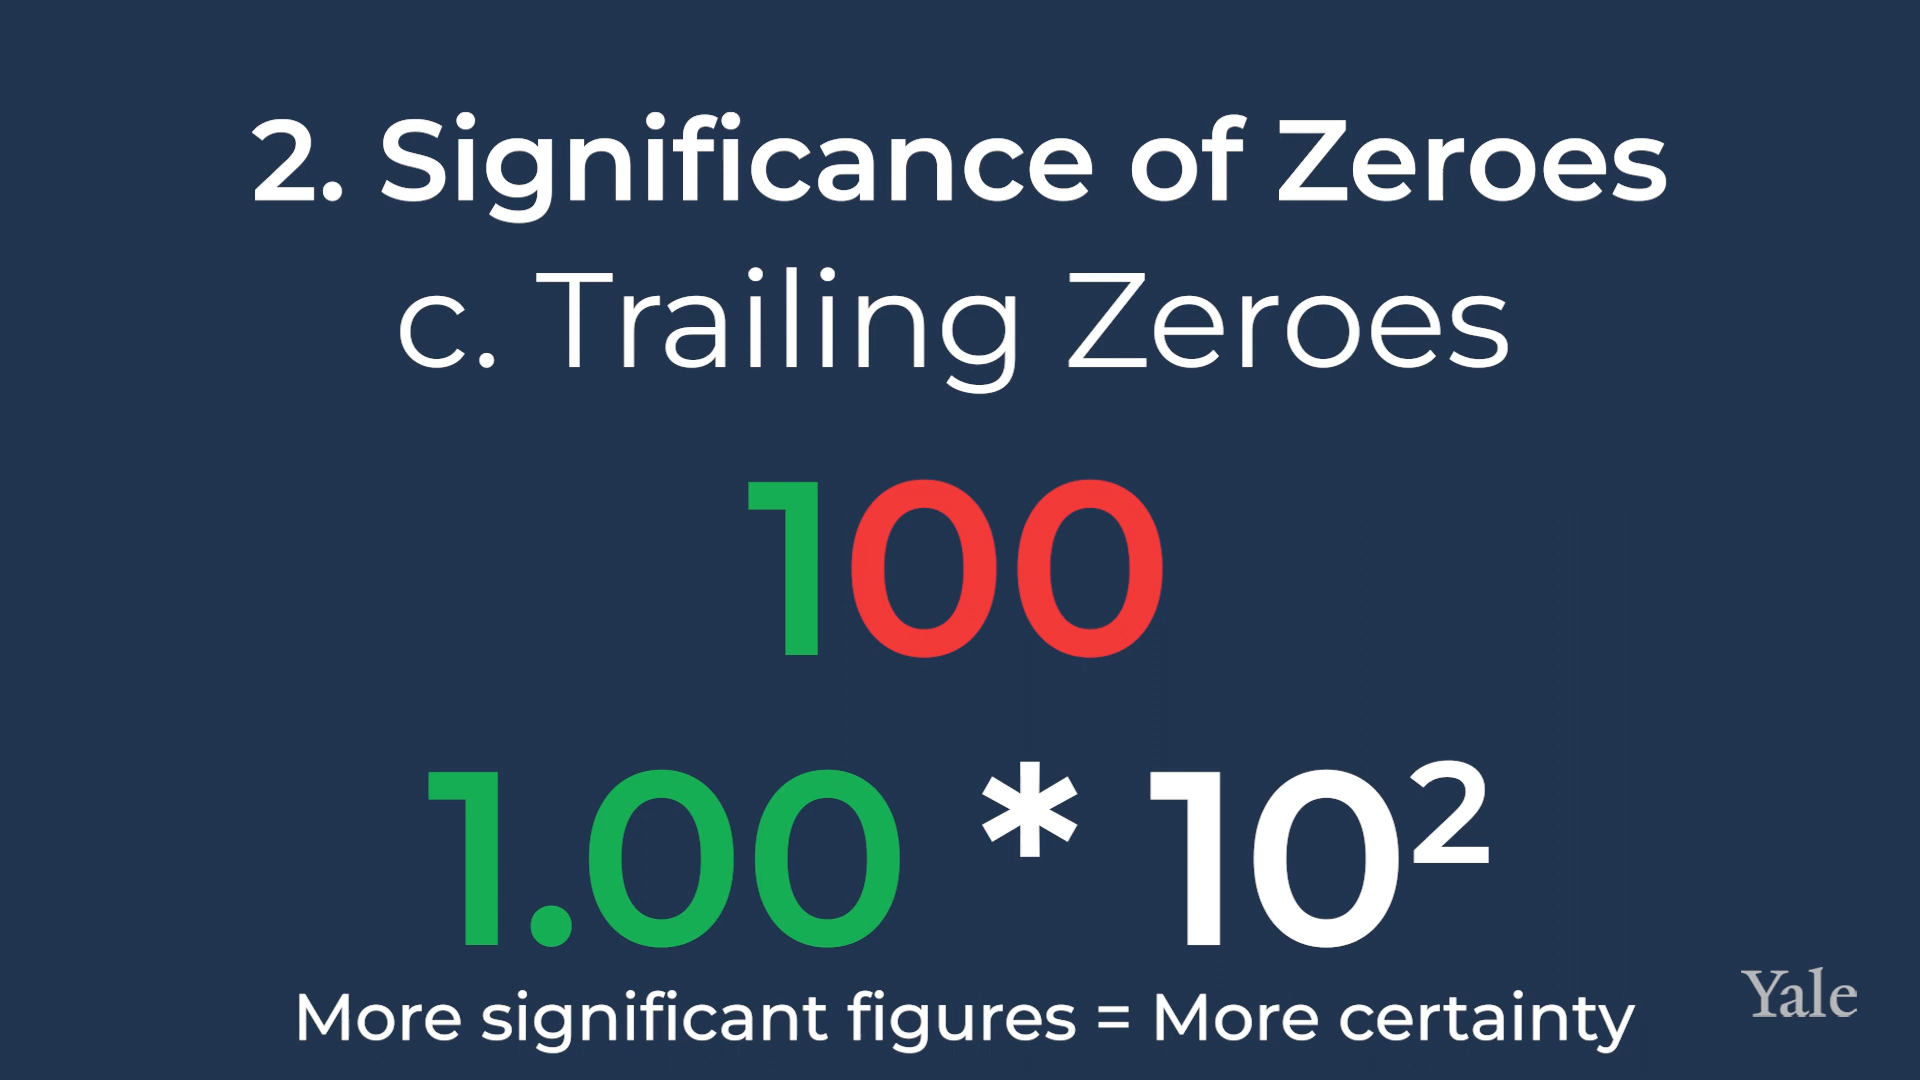 2. Significance of Zeroes
c. Trailing Zeroes
100
1.00 * 10²
More significant figures = More certainty
Yale